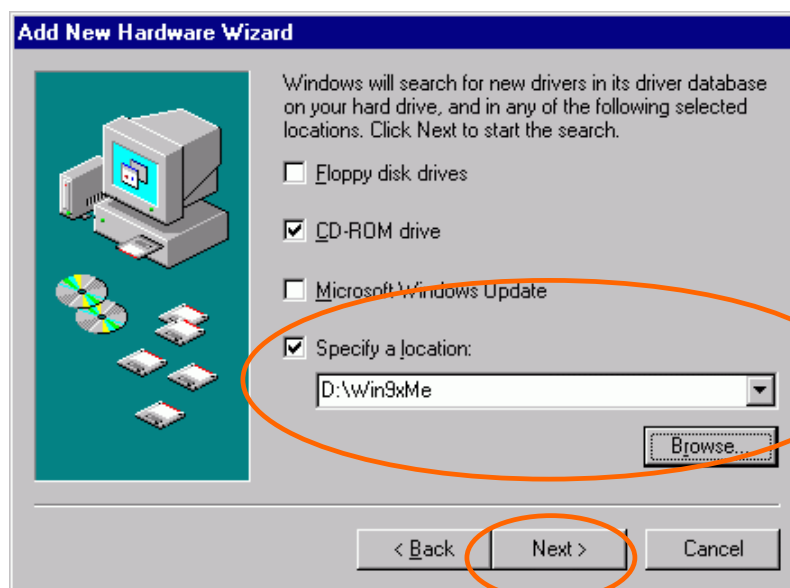 Add New Hardware Wizard
Windows will search for new drivers in its driver database
on your hard drive, and in any of the following selected
locations. Click Next to start the search.
Floppy disk drives
CD-ROM drive
Microsoft Windows Update
Specify a location:
D:\Win9xMe
Browse...
< Back
Next >
Cancel